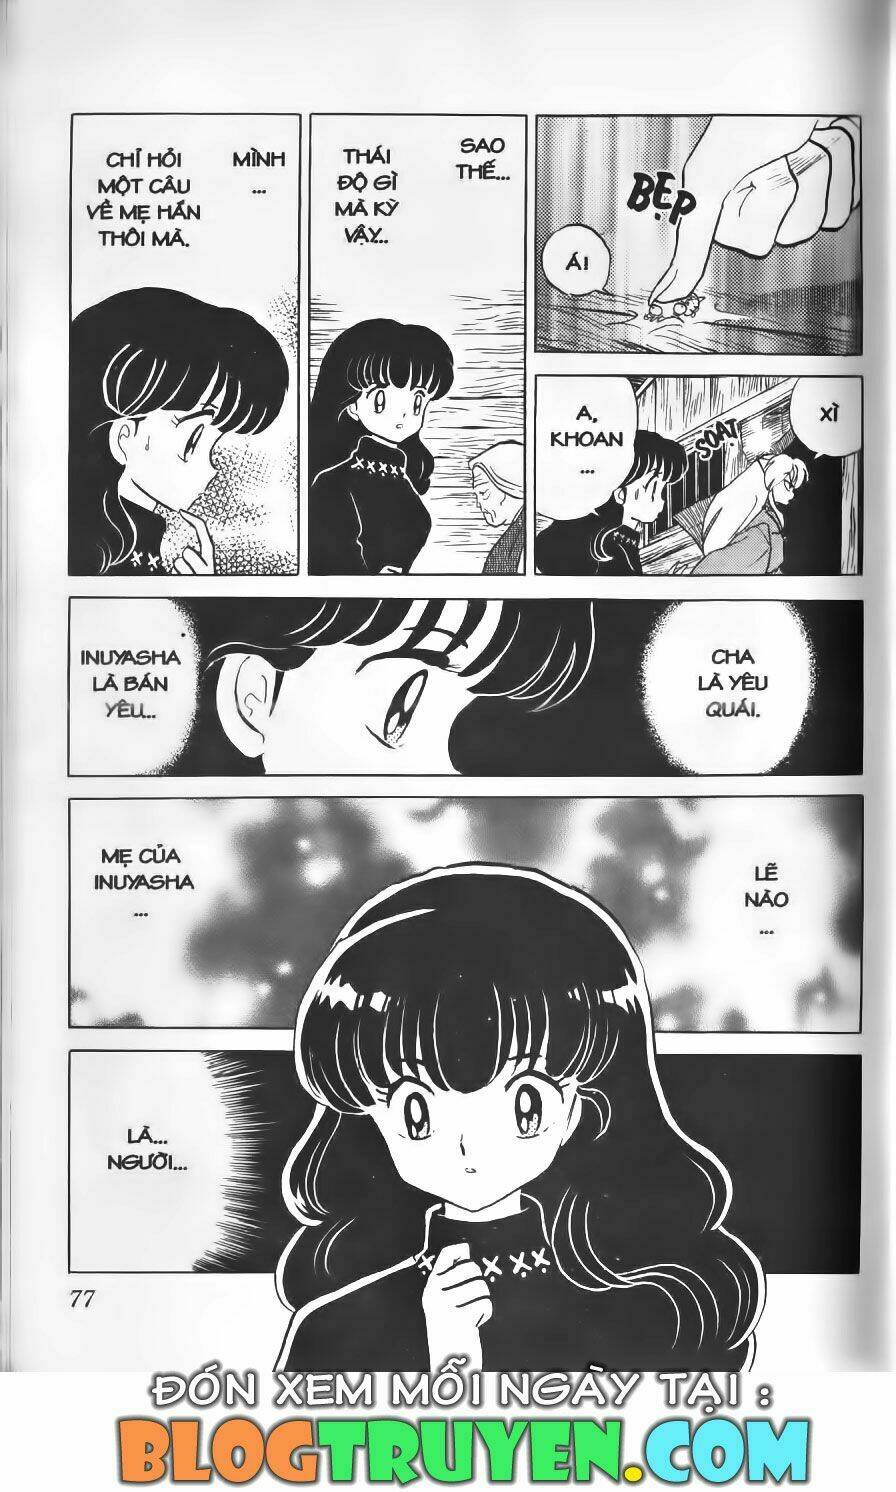 BẸP
ÁI
XÌ
SOẠT
A,
KHOAN
...
SAO
THẾ...
THÁI
ĐỘ GÌ
MÀ KỲ
VẬY...
MÌNH
...
CHỈ HỎI
MỘT CÂU
VỀ MẸ HẮN
THÔI MÀ.
CHA
LÀ YÊU
QUÁI.
INUYASHA
LÀ BÁN
YÊU...
LẼ
NÀO
...
MẸ CỦA
INUYASHA
...
LÀ...
NGƯỜI...
77
ĐÓN XEM MỖI NGÀY TẠI :
BLOGTRUYEN.COM